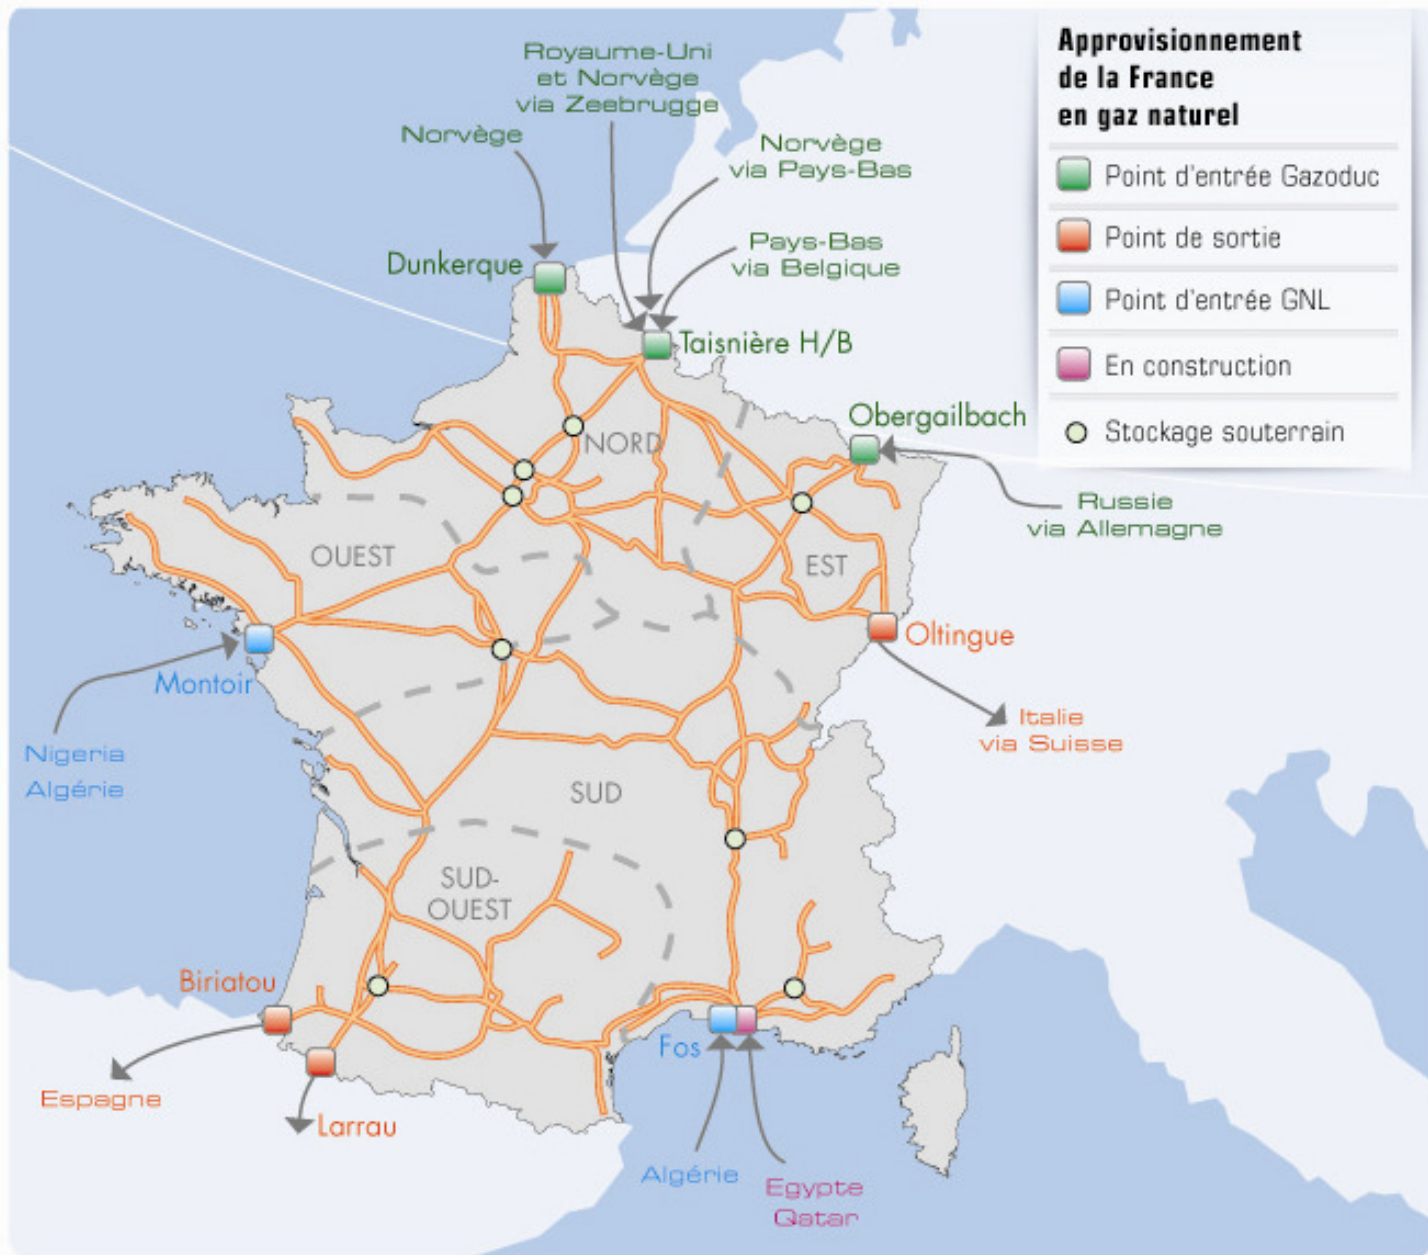 Approvisionnement
de la France
en gaz naturel
Point d'entrée Gazoduc
Point de sortie
Point d'entrée GNL
En construction
Stockage souterrain
Royaume-Uni
et Norvège
via Zeebrugge
Norvège
Norvège
via Pays-Bas
Pays-Bas
via Belgique
Dunkerque
Taisnière H/B
Obergailbach
NORD
Russie
via Allemagne
OUEST
EST
Oltingue
Montoir
Italie
via Suisse
Nigeria
Algérie
SUD
SUD-
OUEST
Biriatou
Fos
Espagne
Larrau
Algérie
Egypte
Qatar